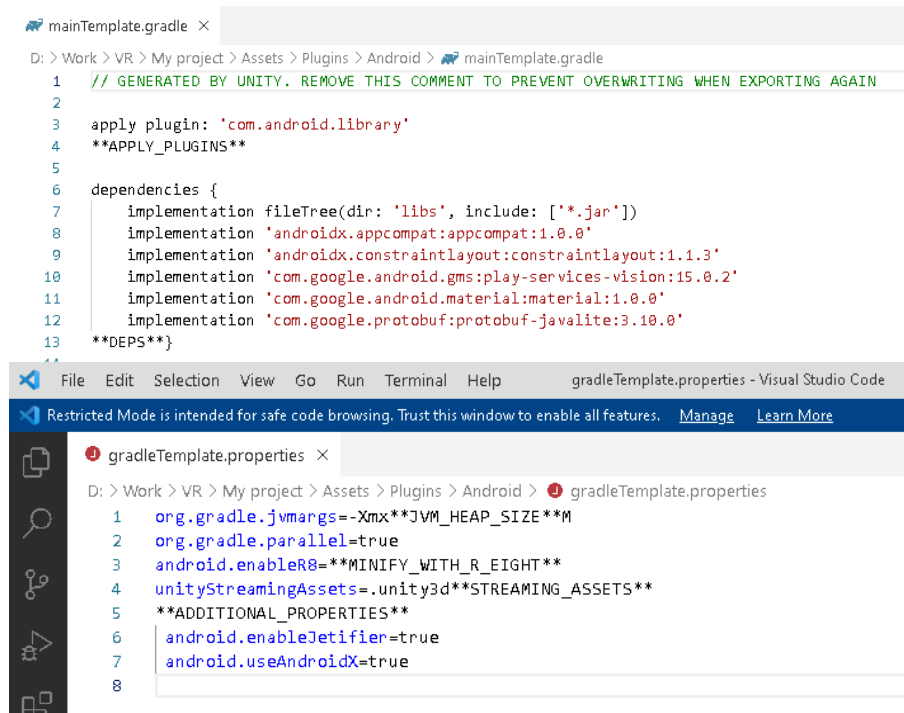 mainTemplate.gradle ×
D: > Work > VR > My project > Assets > Plugins > Android > mainTemplate.gradle
1 // GENERATED BY UNITY. REMOVE THIS COMMENT TO PREVENT OVERWRITING WHEN EXPORTING AGAIN
2
3 apply plugin: 'com.android.library'
4 **APPLY_PLUGINS**
5
6 dependencies {
7 implementation fileTree(dir: 'libs', include: ['*.jar'])
8 implementation 'androidx.appcompat:appcompat:1.0.0'
9 implementation 'androidx.constraintlayout:constraintlayout:1.1.3'
10 implementation 'com.google.android.gms:play-services-vision:15.0.2'
11 implementation 'com.google.android.material:material:1.0.0'
12 implementation 'com.google.protobuf:protobuf-javalite:3.10.0'
13 **DEPS**}
14
File Edit Selection View Go Run Terminal Help gradleTemplate.properties - Visual Studio Code
Restricted Mode is intended for safe code browsing. Trust this window to enable all features. Manage Learn More
gradleTemplate.properties ×
D: > Work > VR > My project > Assets > Plugins > Android > gradleTemplate.properties
1 org.gradle.jvmargs=-Xmx**JVM_HEAP_SIZE**M
2 org.gradle.parallel=true
3 android.enableR8=**MINIFY_WITH_R_EIGHT**
4 unityStreamingAssets=.unity3d**STREAMING_ASSETS**
5 **ADDITIONAL_PROPERTIES**
6 android.enableJetifier=true
7 android.useAndroidX=true
8